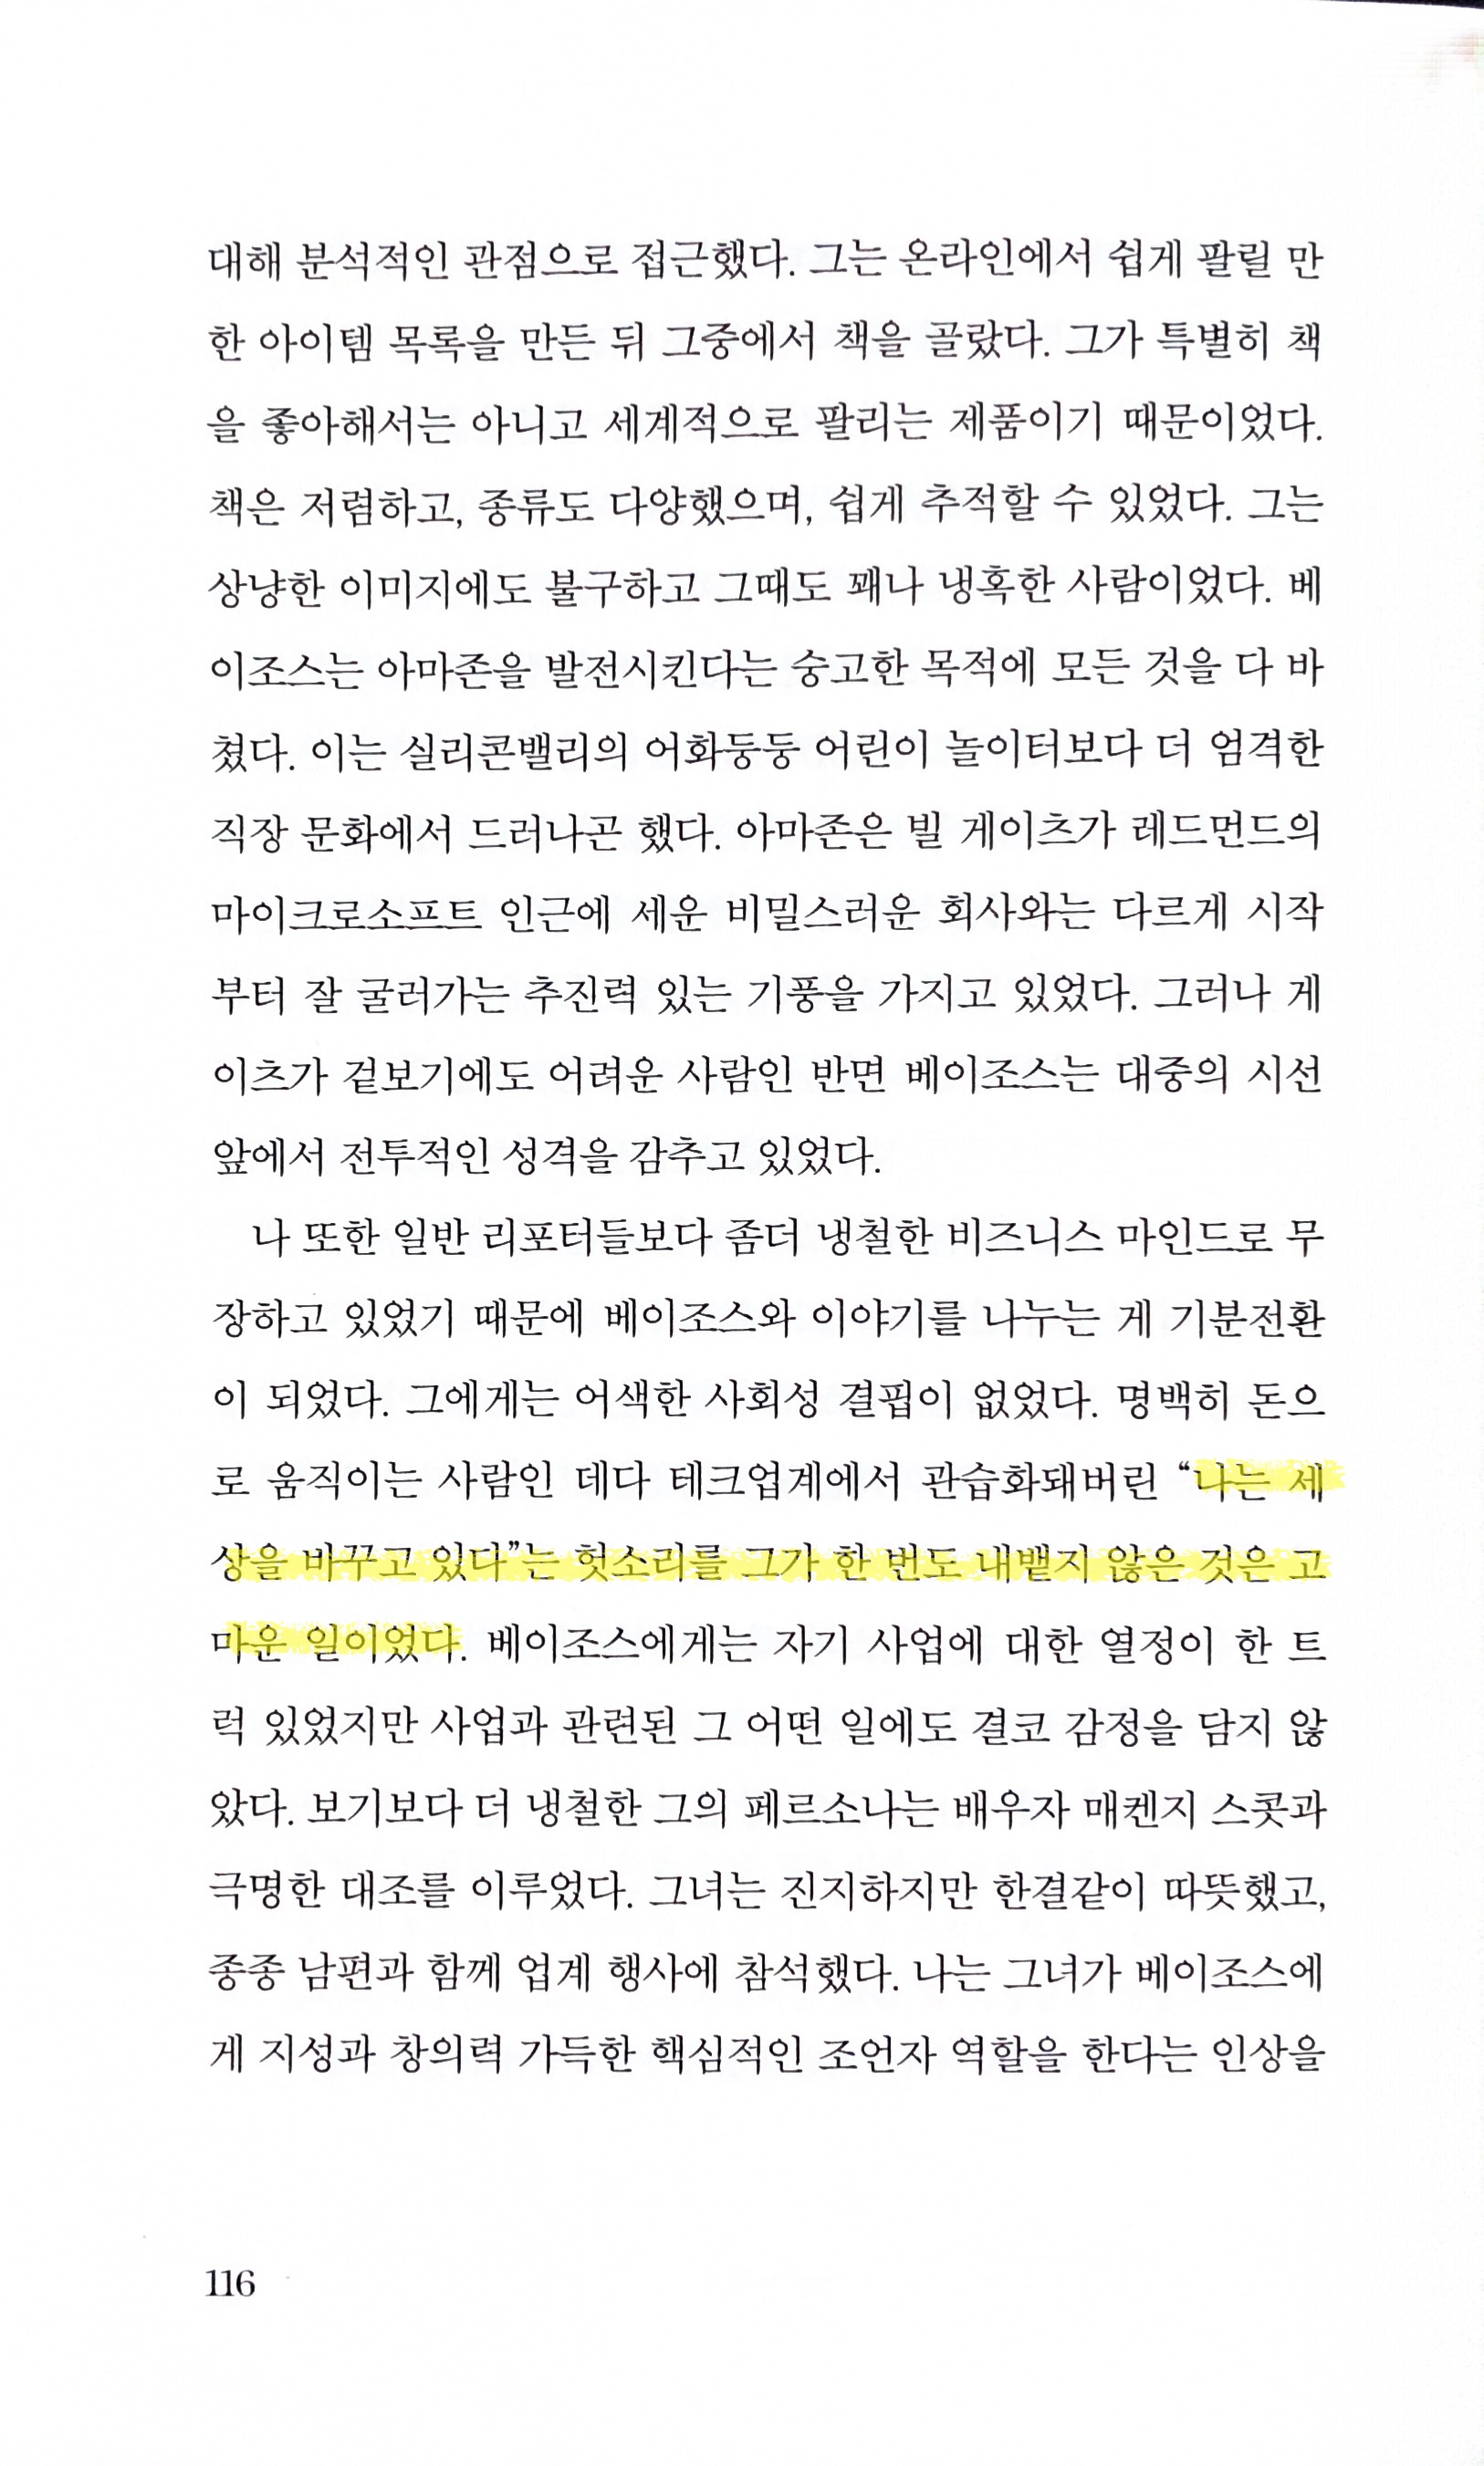 대해 분석적인 관점으로 접근했다. 그는 온라인에서 쉽게 팔릴 만
한 아이템 목록을 만든 뒤 그중에서 책을 골랐다. 그가 특별히 책
을 좋아해서는 아니고 세계적으로 팔리는 제품이기 때문이었다.
책은 저렴하고, 종류도 다양했으며, 쉽게 추적할 수 있었다. 그는
상냥한 이미지에도 불구하고 그때도 꽤나 냉혹한 사람이었다. 베
이조스는 아마존을 발전시킨다는 숭고한 목적에 모든 것을 다 바
쳤다. 이는 실리콘밸리의 어화둥둥 어린이 놀이터보다 더 엄격한
직장 문화에서 드러나곤 했다. 아마존은 빌 게이츠가 레드먼드의
마이크로소프트 인근에 세운 비밀스러운 회사와는 다르게 시작
부터 잘 굴러가는 추진력 있는 기풍을 가지고 있었다. 그러나 게
이츠가 겉보기에도 어려운 사람인 반면 베이조스는 대중의 시선
앞에서 전투적인 성격을 감추고 있었다.
나 또한 일반 리포터들보다 좀더 냉철한 비즈니스 마인드로 무
장하고 있었기 때문에 베이조스와 이야기를 나누는 게 기분전환
이 되었다. 그에게는 어색한 사회성 결핍이 없었다. 명백히 돈으
로 움직이는 사람인 데다 테크업계에서 관습화돼버린 “나는 세
상을 바꾸고 있다”는 헛소리를 그가 한 번도 내뱉지 않은 것은 고
마운 일이었다. 베이조스에게는 자기 사업에 대한 열정이 한 트
럭 있었지만 사업과 관련된 그 어떤 일에도 결코 감정을 담지 않
았다. 보기보다 더 냉철한 그의 페르소나는 배우자 매켄지 스콧과
극명한 대조를 이루었다. 그녀는 진지하지만 한결같이 따뜻했고,
종종 남편과 함께 업계 행사에 참석했다. 나는 그녀가 베이조스에
게 지성과 창의력 가득한 핵심적인 조언자 역할을 한다는 인상을
116